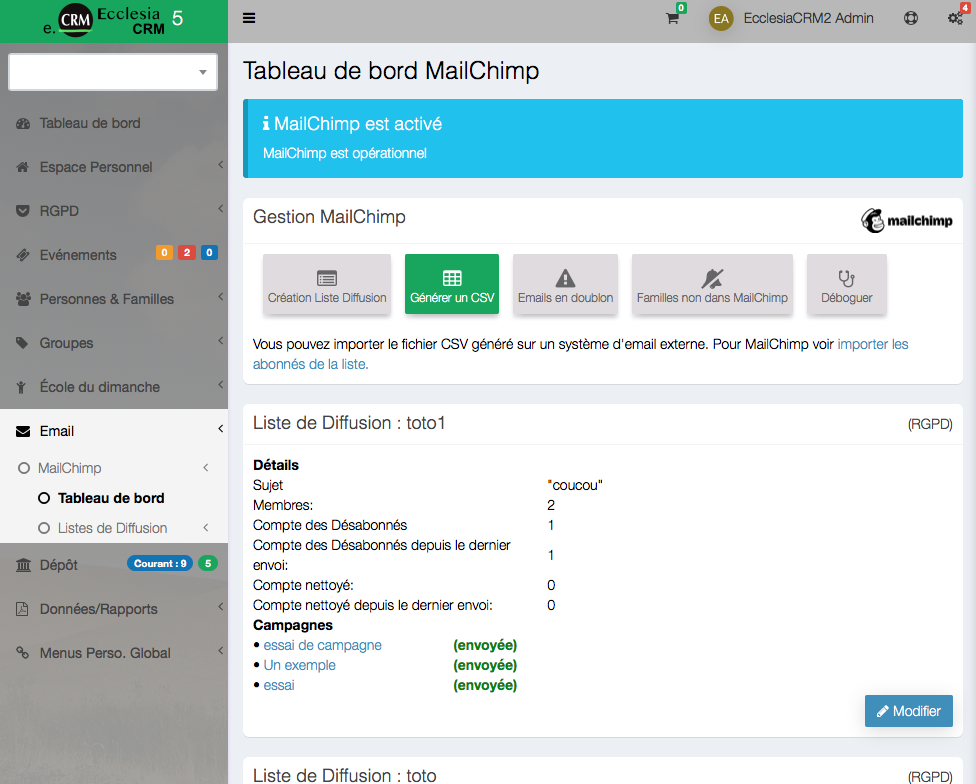 e. CRM Ecclesia CRM 5
0
EA EcclesiaCRM2 Admin
4
Tableau de bord
Espace Personnel
RGPD
Evénements 0 2 0
Personnes & Familles
Groupes
École du dimanche
Email
MailChimp
Tableau de bord
Listes de Diffusion
Dépôt Courant : 9 5
Données/Rapports
Menus Perso. Global
Tableau de bord MailChimp
MailChimp est activé
MailChimp est opérationnel
Gestion MailChimp
mailchimp
Création Liste Diffusion
Générer un CSV
Emails en doublon
Familles non dans MailChimp
Déboguer
Vous pouvez importer le fichier CSV généré sur un système d'email externe. Pour MailChimp voir importer les
abonnés de la liste.
Liste de Diffusion : toto1 (RGPD)
Détails
Sujet "coucou"
Membres: 2
Compte des Désabonnés 1
Compte des Désabonnés depuis le dernier
envoi: 1
Compte nettoyé: 0
Compte nettoyé depuis le dernier envoi: 0
Campagnes
• essai de campagne (envoyée)
• Un exemple (envoyée)
• essai (envoyée)
Modifier
Liste de Diffusion : toto (RGPD)